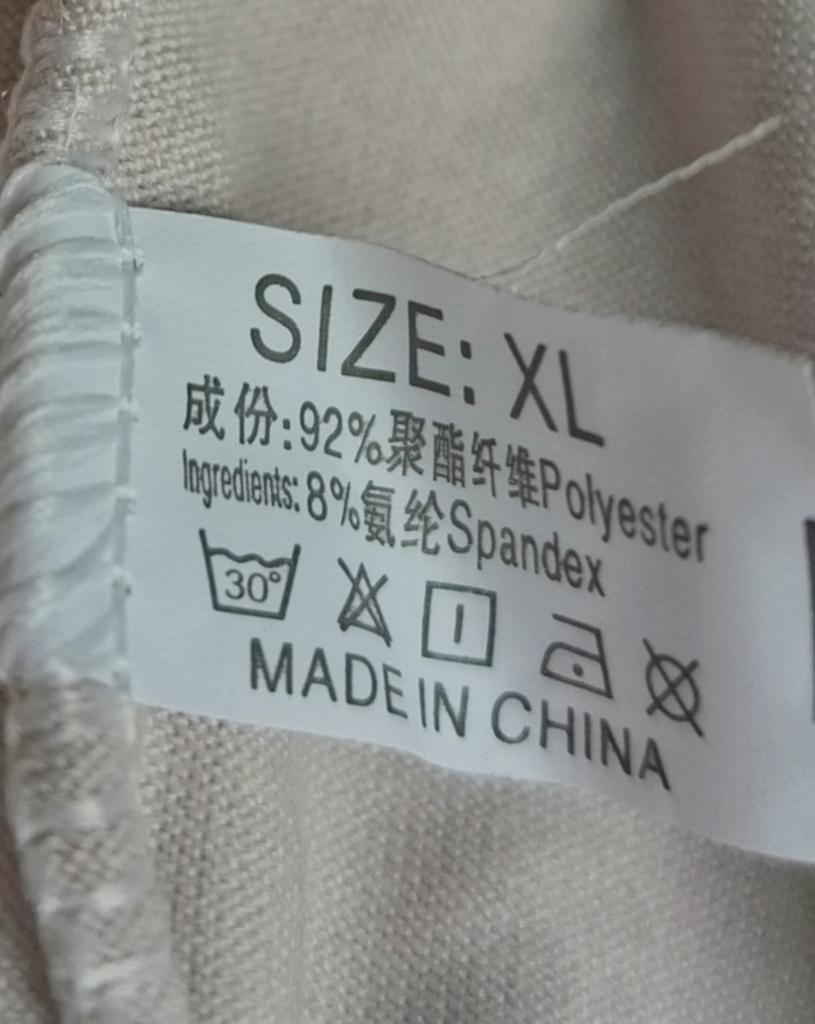 SIZE: XL
成份:92%聚酯纤维Polyester
Ingredients: 8%氨纶Spandex
30°
MADE IN CHINA